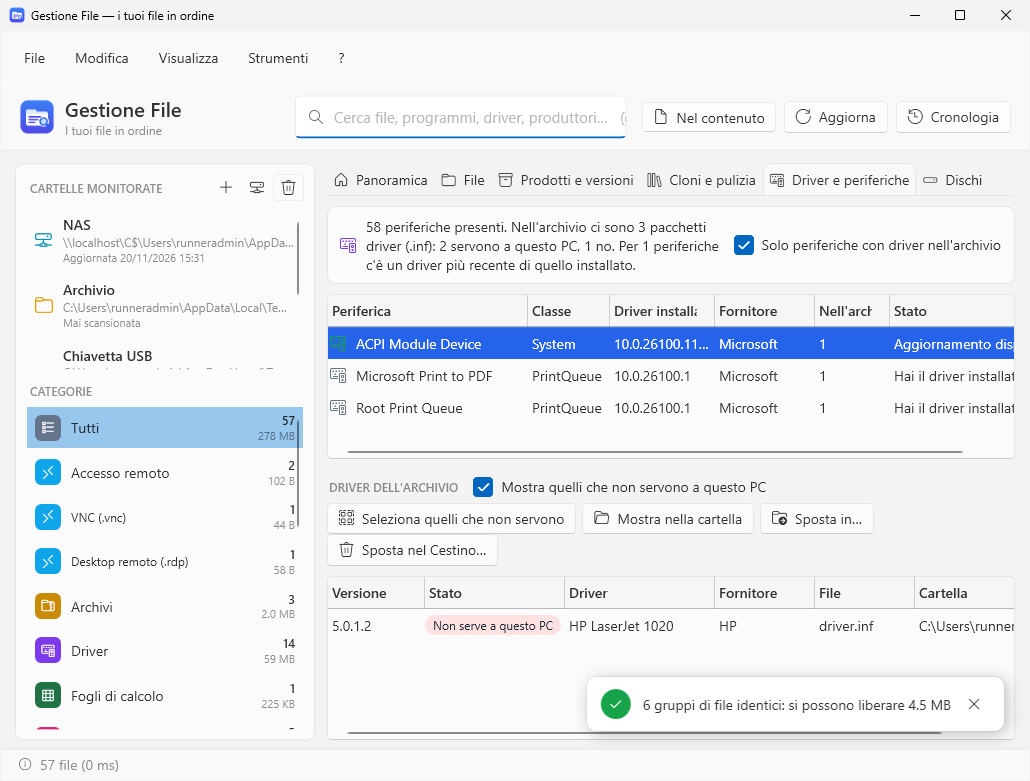 Gestione File — i tuoi file in ordine
File Modifica Visualizza Strumenti ?
Gestione File
I tuoi file in ordine
Cerca file, programmi, driver, produttori...
Nel contenuto
Aggiorna
Cronologia
CARTELLE MONITORATE
NAS
\\localhost\C$\Users\runneradmin\AppDa...
Aggiornata 20/11/2026 15:31
Archivio
C:\Users\runneradmin\AppData\Local\Te...
Mai scansionata
Chiavetta USB
CATEGORIE
Tutti 57
278 MB
Accesso remoto 2
102 B
VNC (.vnc) 1
44 B
Desktop remoto (.rdp) 1
58 B
Archivi 3
2.0 MB
Driver 14
59 MB
Fogli di calcolo 1
225 KB
Panoramica File Prodotti e versioni Cloni e pulizia Driver e periferiche Dischi
58 periferiche presenti. Nell'archivio ci sono 3 pacchetti
driver (.inf): 2 servono a questo PC, 1 no. Per 1 periferiche
c'è un driver più recente di quello installato.
Solo periferiche con driver nell'archivio
Periferica Classe Driver installa Fornitore Nell'arch Stato
ACPI Module Device System 10.0.26100.11... Microsoft 1 Aggiornamento disp
Microsoft Print to PDF PrintQueue 10.0.26100.1 Microsoft 1 Hai il driver installat
Root Print Queue PrintQueue 10.0.26100.1 Microsoft 1 Hai il driver installat
DRIVER DELL'ARCHIVIO Mostra quelli che non servono a questo PC
Seleziona quelli che non servono Mostra nella cartella Sposta in...
Sposta nel Cestino...
Versione Stato Driver Fornitore File Cartella
5.0.1.2 Non serve a questo PC HP LaserJet 1020 HP driver.inf C:\Users\runner
6 gruppi di file identici: si possono liberare 4.5 MB
57 file (0 ms)